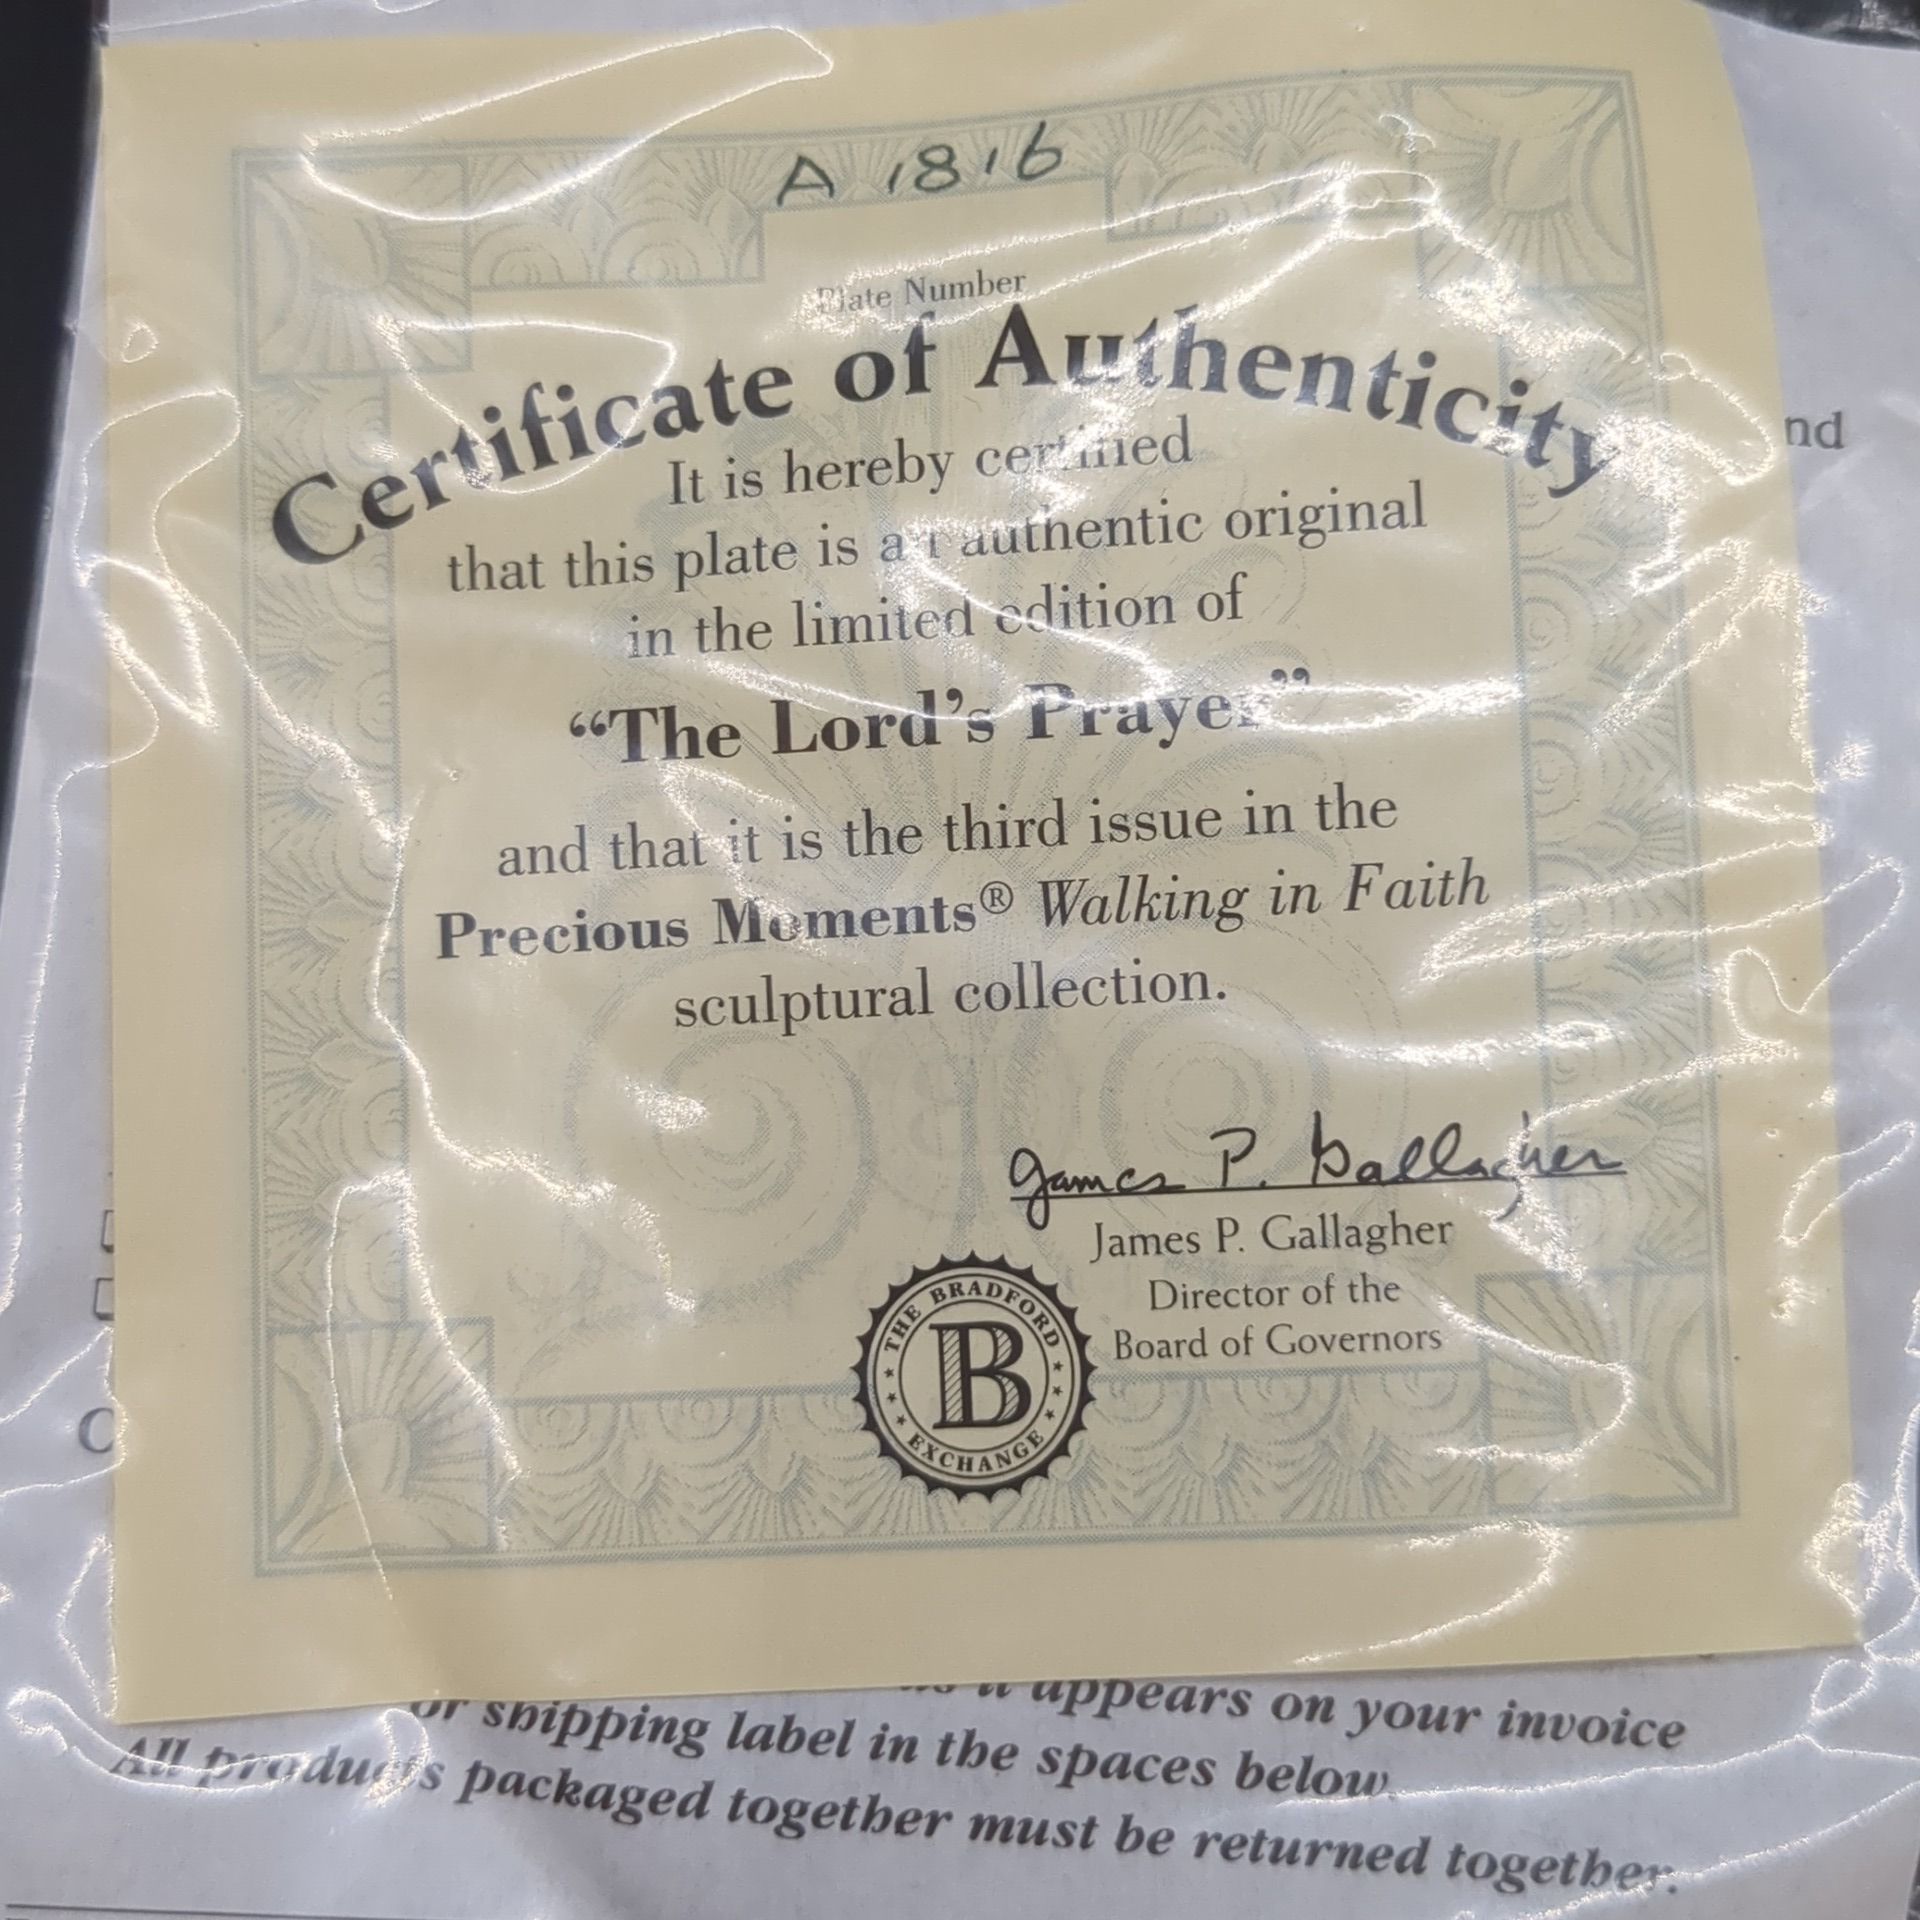 A 1816
Plate Number
Certificate of Authenticity
It is hereby certified
that this plate is an authentic original
in the limited edition of
“The Lord’s Prayer”
and that it is the third issue in the
Precious Moments® Walking in Faith
sculptural collection.
James P. Gallagher
James P. Gallagher
Director of the
Board of Governors
THE BRADFORD
B
EXCHANGE
nd
C
as it appears on your invoice
or shipping label in the spaces below.
All products packaged together must be returned together.